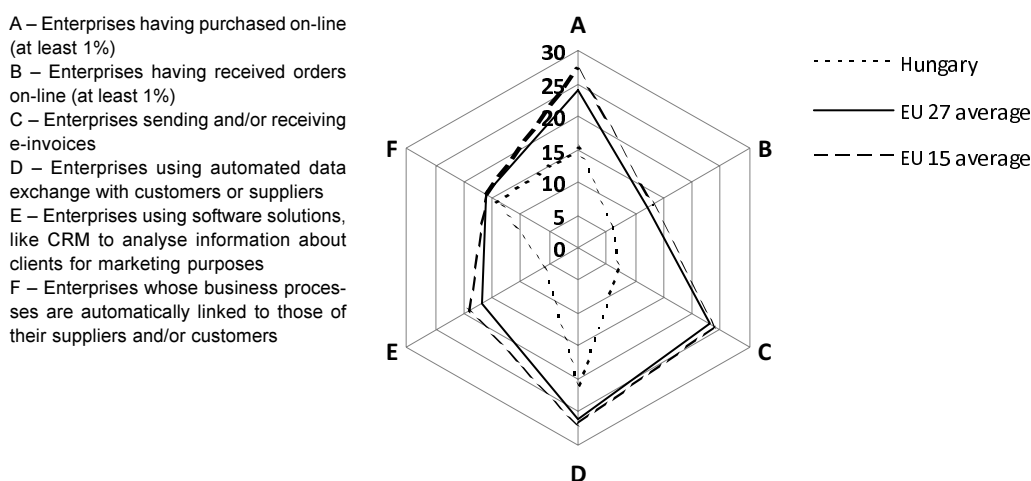 A – Enterprises having purchased on-line
(at least 1%)
B – Enterprises having received orders
on-line (at least 1%)
C – Enterprises sending and/or receiving
e-invoices
D – Enterprises using automated data
exchange with customers or suppliers
E – Enterprises using software solutions,
like CRM to analyse information about
clients for marketing purposes
F – Enterprises whose business proces-
ses are automatically linked to those of
their suppliers and/or customers
A
30
25
20
15
10
5
0
B
C
D
E
F
Hungary
EU 27 average
EU 15 average